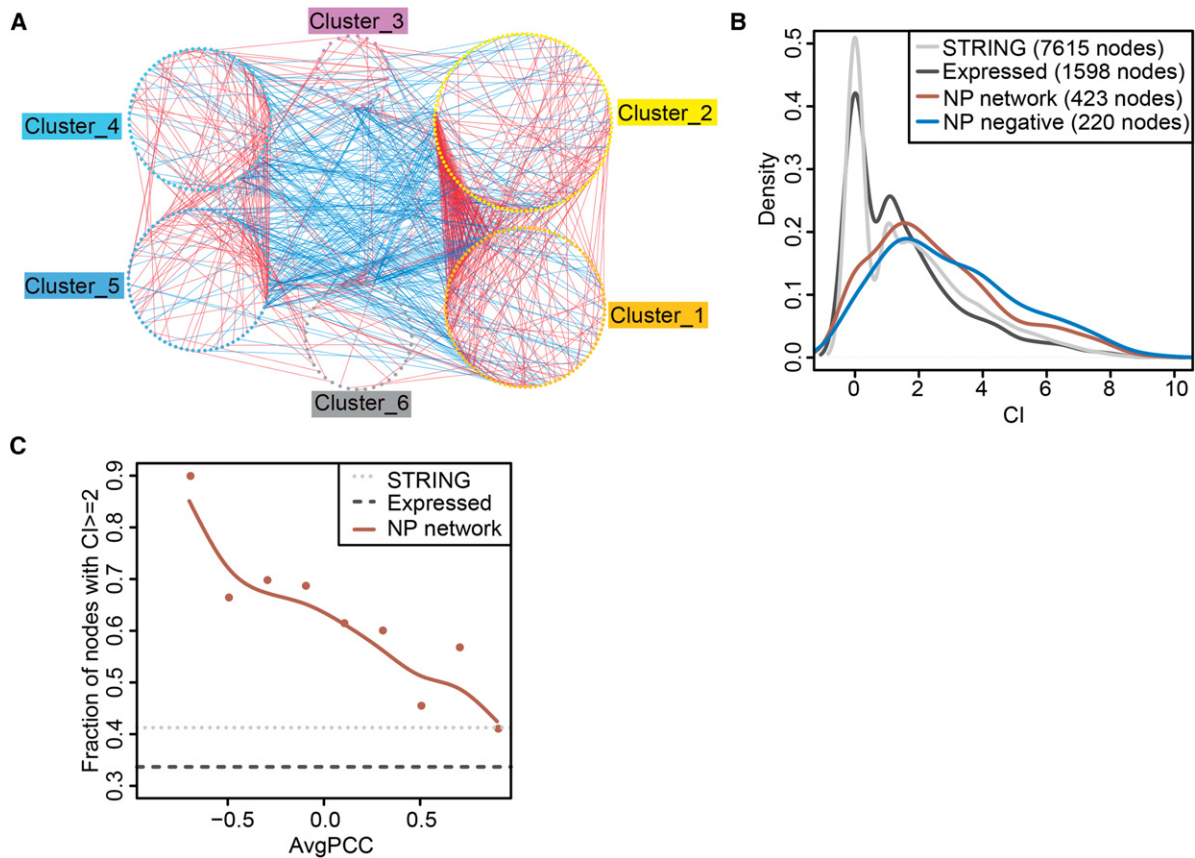 A
Cluster_3
Cluster_4
Cluster_2
Cluster_5
Cluster_1
Cluster_6
B
STRING (7615 nodes)
Expressed (1598 nodes)
NP network (423 nodes)
NP negative (220 nodes)
Density
0.0 0.1 0.2 0.3 0.4 0.5
0 2 4 6 8 10
CI
C
STRING
Expressed
NP network
Fraction of nodes with CI>=2
0.3 0.4 0.5 0.6 0.7 0.8 0.9
−0.5 0.0 0.5
AvgPCC